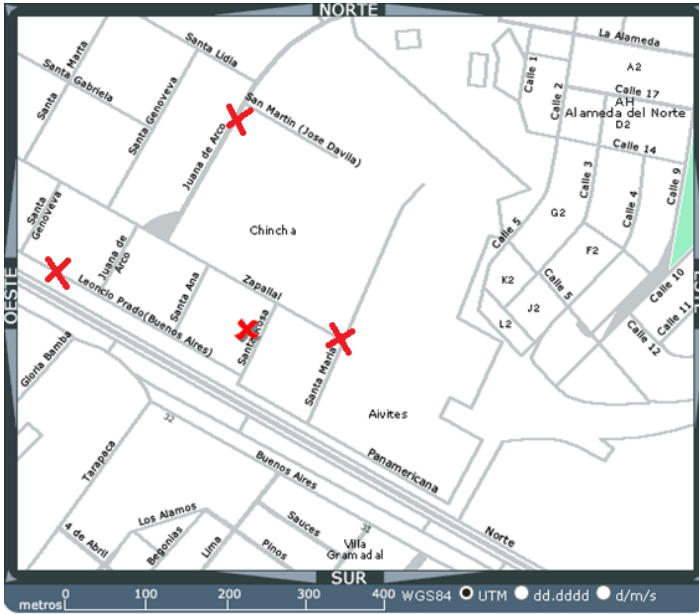 NORTE
La Alameda
Santa Lidia
Santa Marta
A2
Calle 1
Calle 2
Santa Gabriela
Calle 17
San Martin (Jose Davila)
AH
Alameda del Norte
D2
Santa
Santa Genoveva
Juana de Arco
Calle 14
Calle 3
Calle 4
Calle 9
Santa
Genoveva
Chincha
G2
Calle 5
F2
Juana de
Arco
OESTE
Zapallal
K2
Calle 5
Calle 10
Leoncio Prado(Buenos Aires)
Santa Ana
J2
L2
Calle 11
Calle 12
Gloria Bamba
Santa Maria
Aivites
32
Tarapaca
Panamericana
Buenos Aires
Norte
Los Alamos
Sauces
31
4 de Abril
Begonias
Lima
Pinos
Villa
Gramadal
SUR
metros
0 100 200 300 400
WGS84 UTM dd.dddd d/m/s